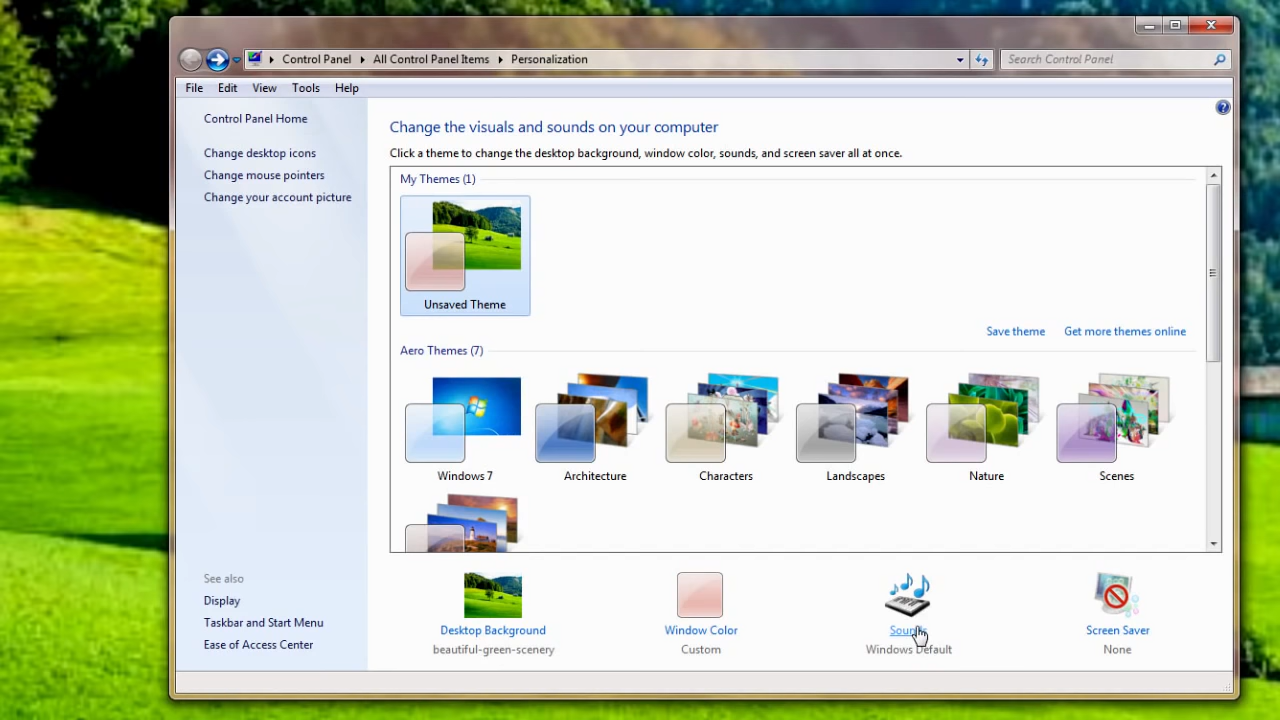 Control Panel
All Control Panel Items
Personalization
Search Control Panel
File Edit View Tools Help
Control Panel Home
Change desktop icons
Change mouse pointers
Change your account picture
Change the visuals and sounds on your computer
Click a theme to change the desktop background, window color, sounds, and screen saver all at once.
My Themes (1)
Unsaved Theme
Save theme
Get more themes online
Aero Themes (7)
Windows 7
Architecture
Characters
Landscapes
Nature
Scenes
See also
Display
Taskbar and Start Menu
Ease of Access Center
Desktop Background
beautiful-green-scenery
Window Color
Custom
Windows Default
Screen Saver
None